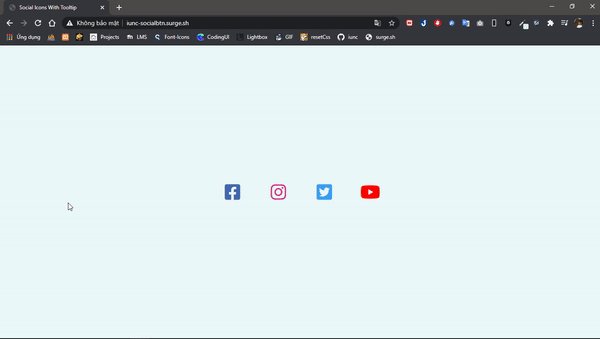 Social Icons With Tooltip
Không bảo mật | iunc-socialbtn.surge.sh
Ứng dụng Projects LMS Font-Icons CodingUI Lightbox GIF resetCss iunc surge.sh